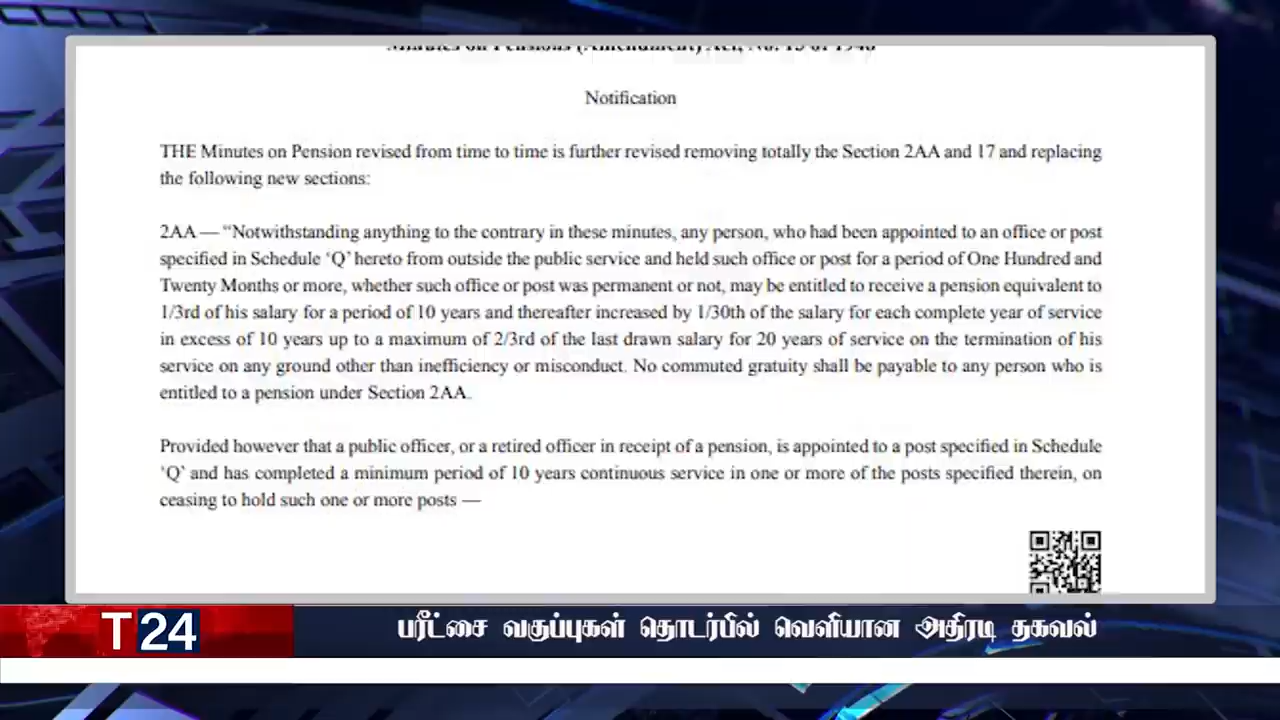 Minutes on Pensions (Amendment) Act, No. 15 of 1948
Notification
THE Minutes on Pension revised from time to time is further revised removing totally the Section 2AA and 17 and replacing
the following new sections:
2AA — “Notwithstanding anything to the contrary in these minutes, any person, who had been appointed to an office or post
specified in Schedule ‘Q’ hereto from outside the public service and held such office or post for a period of One Hundred and
Twenty Months or more, whether such office or post was permanent or not, may be entitled to receive a pension equivalent to
1/3rd of his salary for a period of 10 years and thereafter increased by 1/30th of the salary for each complete year of service
in excess of 10 years up to a maximum of 2/3rd of the last drawn salary for 20 years of service on the termination of his
service on any ground other than inefficiency or misconduct. No commuted gratuity shall be payable to any person who is
entitled to a pension under Section 2AA.
Provided however that a public officer, or a retired officer in receipt of a pension, is appointed to a post specified in Schedule
‘Q’ and has completed a minimum period of 10 years continuous service in one or more of the posts specified therein, on
ceasing to hold such one or more posts —
T 24
பரீட்சை வகுப்புகள் தொடர்பில் வெளியான அதிரடி தகவல்